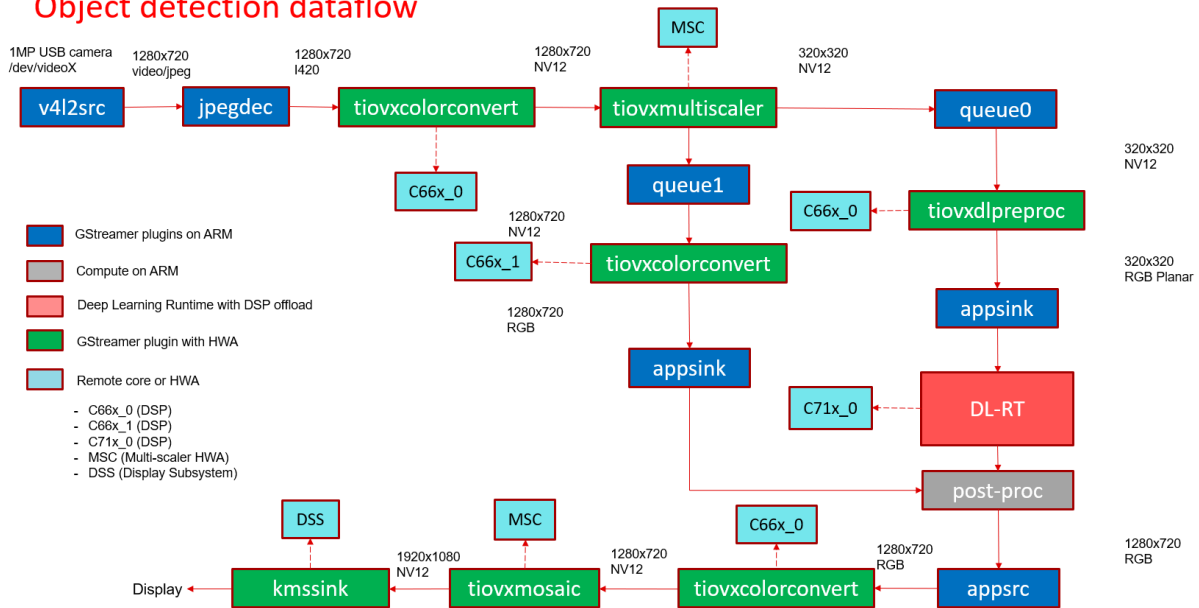 Object detection dataflow
1MP USB camera
/dev/videoX
1280x720
video/jpeg
1280x720
I420
1280x720
NV12
MSC
320x320
NV12
v4l2src
jpegdec
tiovxcolorconvert
tiovxmultiscaler
queue0
320x320
NV12
C66x_0
queue1
C66x_0
tiovxdlpreproc
1280x720
NV12
C66x_1
tiovxcolorconvert
320x320
RGB Planar
1280x720
RGB
appsink
appsink
GStreamer plugins on ARM
Compute on ARM
Deep Learning Runtime with DSP offload
GStreamer plugin with HWA
Remote core or HWA
- C66x_0 (DSP)
- C66x_1 (DSP)
- C71x_0 (DSP)
- MSC (Multi-scaler HWA)
- DSS (Display Subsystem)
C71x_0
DL-RT
post-proc
DSS
MSC
C66x_0
1280x720
RGB
1920x1080
NV12
1280x720
NV12
1280x720
RGB
Display
kmssink
tiovxmosaic
tiovxcolorconvert
appsrc